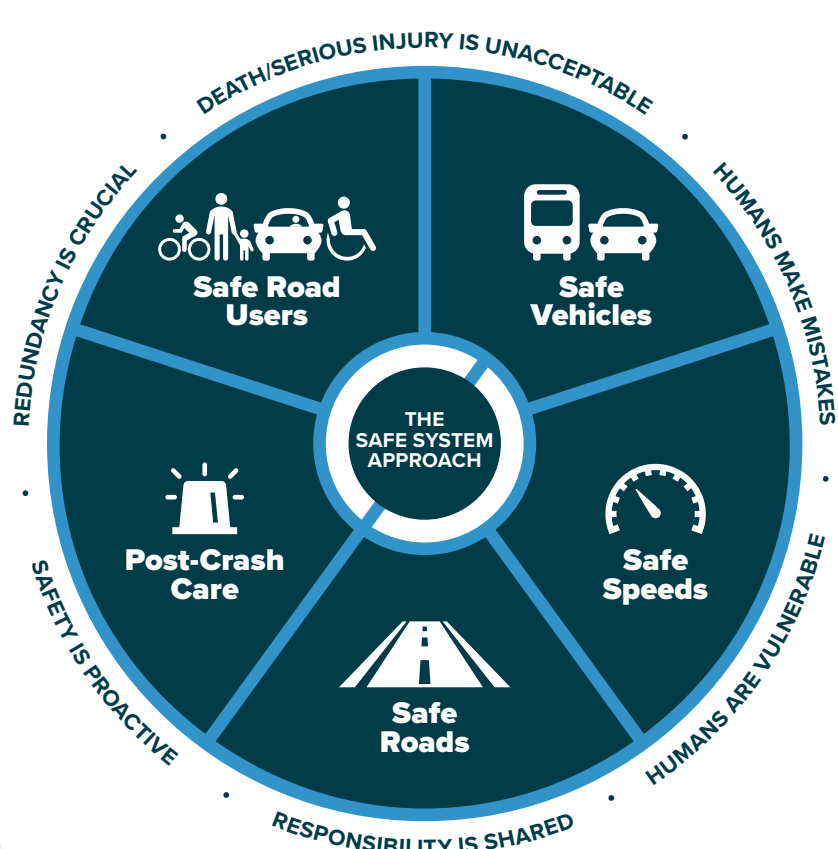 DEATH/SERIOUS INJURY IS UNACCEPTABLE
HUMANS MAKE MISTAKES
HUMANS ARE VULNERABLE
RESPONSIBILITY IS SHARED
SAFETY IS PROACTIVE
REDUNDANCY IS CRUCIAL
Safe Road
Users
Safe
Vehicles
THE
SAFE SYSTEM
APPROACH
Post-Crash
Care
Safe
Speeds
Safe
Roads